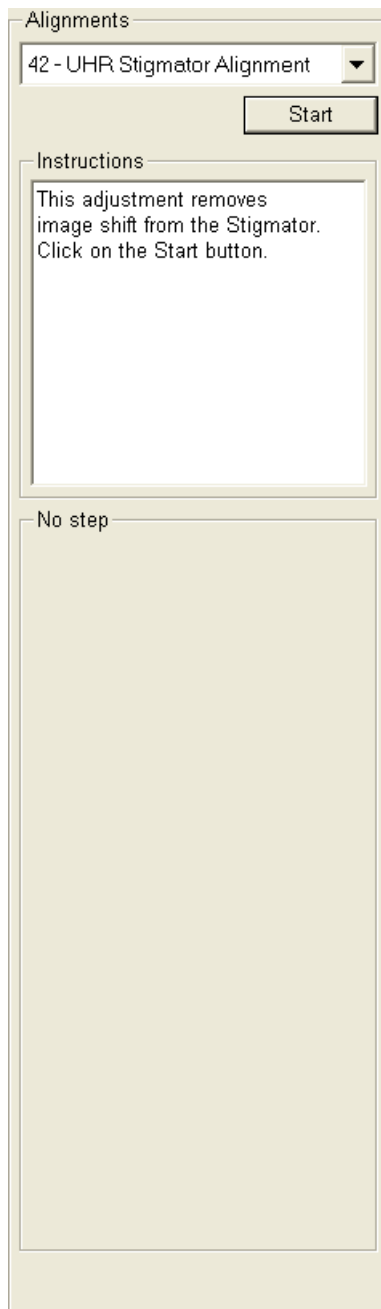 Alignments
42 - UHR Stigmator Alignment
Start
Instructions
This adjustment removes
image shift from the Stigmator.
Click on the Start button.
No step